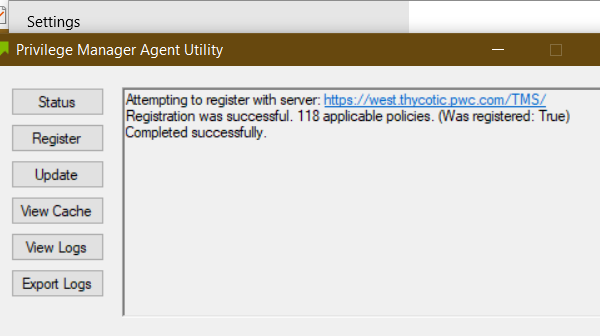 Settings
Privilege Manager Agent Utility
Status
Register
Update
View Cache
View Logs
Export Logs
Attempting to register with server: https://west.thycotic.pwc.com/TMS/
Registration was successful. 118 applicable policies. (Was registered: True)
Completed successfully.